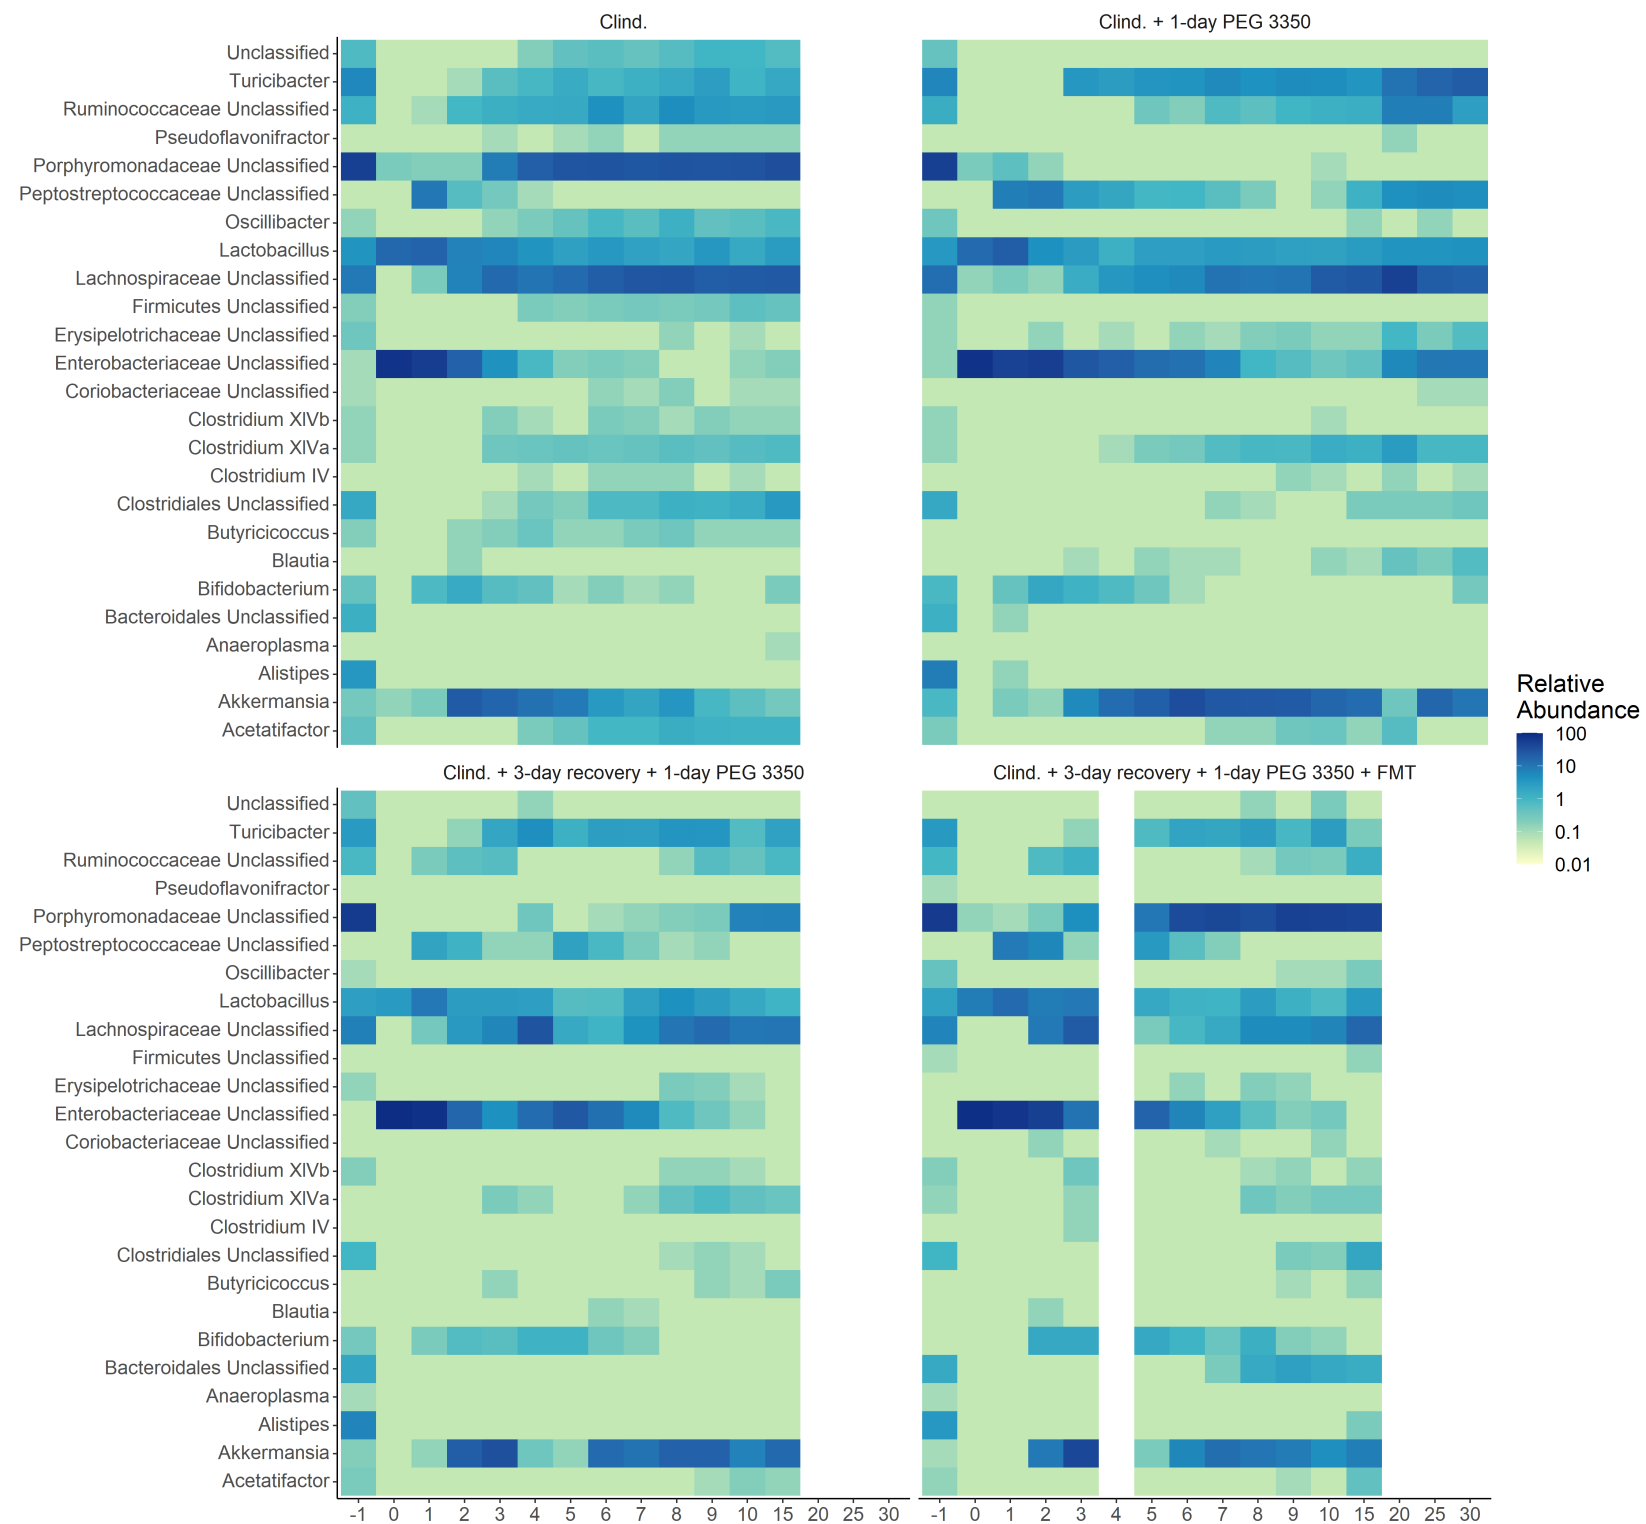 Clind.
Clind. + 1-day PEG 3350
Unclassified
Turicibacter
Ruminococcaceae Unclassified
Pseudoflavonifractor
Porphyromonadaceae Unclassified
Peptostreptococcaceae Unclassified
Oscillibacter
Lactobacillus
Lachnospiraceae Unclassified
Firmicutes Unclassified
Erysipelotrichaceae Unclassified
Enterobacteriaceae Unclassified
Coriobacteriaceae Unclassified
Clostridium XlVb
Clostridium XlVa
Clostridium IV
Clostridiales Unclassified
Butyricicoccus
Blautia
Bifidobacterium
Bacteroidales Unclassified
Anaeroplasma
Alistipes
Akkermansia
Acetatifactor
Relative
Abundance
100
10
1
0.1
0.01
Clind. + 3-day recovery + 1-day PEG 3350
Clind. + 3-day recovery + 1-day PEG 3350 + FMT
Unclassified
Turicibacter
Ruminococcaceae Unclassified
Pseudoflavonifractor
Porphyromonadaceae Unclassified
Peptostreptococcaceae Unclassified
Oscillibacter
Lactobacillus
Lachnospiraceae Unclassified
Firmicutes Unclassified
Erysipelotrichaceae Unclassified
Enterobacteriaceae Unclassified
Coriobacteriaceae Unclassified
Clostridium XlVb
Clostridium XlVa
Clostridium IV
Clostridiales Unclassified
Butyricicoccus
Blautia
Bifidobacterium
Bacteroidales Unclassified
Anaeroplasma
Alistipes
Akkermansia
Acetatifactor
-1 0 1 2 3 4 5 6 7 8 9 10 15 20 25 30
-1 0 1 2 3 4 5 6 7 8 9 10 15 20 25 30